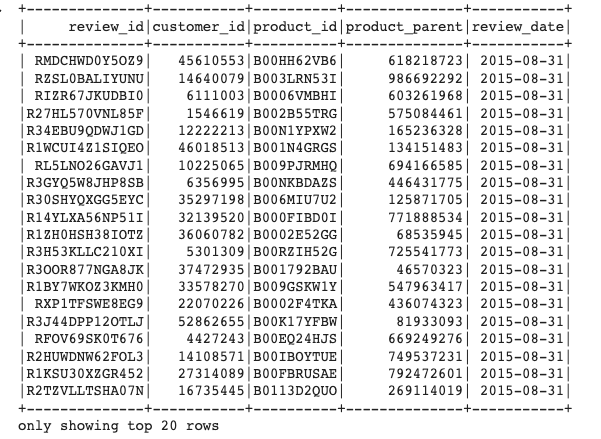 +--------------+-----------+----------+--------------+-----------+
|     review_id|customer_id|product_id|product_parent|review_date|
+--------------+-----------+----------+--------------+-----------+
| RMDCHWD0Y5OZ9|   45610553|B00HH62VB6|     618218723| 2015-08-31|
| RZSL0BALIYUNU|   14640079|B003LRN53I|     986692292| 2015-08-31|
| RIZR67JKUDBI0|    6111003|B0006VMBHI|     603261968| 2015-08-31|
|R27HL570VNL85F|    1546619|B002B55TRG|     575084461| 2015-08-31|
|R34EBU9QDWJ1GD|   12222213|B00N1YPXW2|     165236328| 2015-08-31|
|R1WCUI4Z1SIQEO|   46018513|B001N4GRGS|     134151483| 2015-08-31|
| RL5LNO26GAVJ1|   10225065|B009PJRMHQ|     694166585| 2015-08-31|
|R3GYQ5W8JHP8SB|    6356995|B00NKBDAZS|     446431775| 2015-08-31|
|R30SHYQXGG5EYC|   35297198|B006MIU7U2|     125871705| 2015-08-31|
|R14YLXA56NP51I|   32139520|B000FIBD0I|     771888534| 2015-08-31|
|R1ZH0HSH38IOTZ|   36060782|B0002E52GG|      68535945| 2015-08-31|
|R3H53KLLC210XI|    5301309|B00RZIH52G|     725541773| 2015-08-31|
|R3OOR877NGA8JK|   37472935|B001792BAU|      46570323| 2015-08-31|
|R1BY7WKOZ3KMH0|   33578270|B009GSKW1Y|     547963417| 2015-08-31|
| RXP1TFSWE8EG9|   22070226|B0002F4TKA|     436074323| 2015-08-31|
|R3J44DPP12OTLJ|   52862655|B00K17YFBW|      81933093| 2015-08-31|
| RFOV69SK0T676|    4427243|B00EQ24HJS|     669249276| 2015-08-31|
|R2HUWDNW62FOL3|   14108571|B00IBOYTUE|     749537231| 2015-08-31|
|R1KSU30XZGR452|   27314089|B00FBRUSAE|     792472601| 2015-08-31|
|R2TZVLLTSHA07N|   16735445|B0113D2QUO|     269114019| 2015-08-31|
+--------------+-----------+----------+--------------+-----------+
only showing top 20 rows